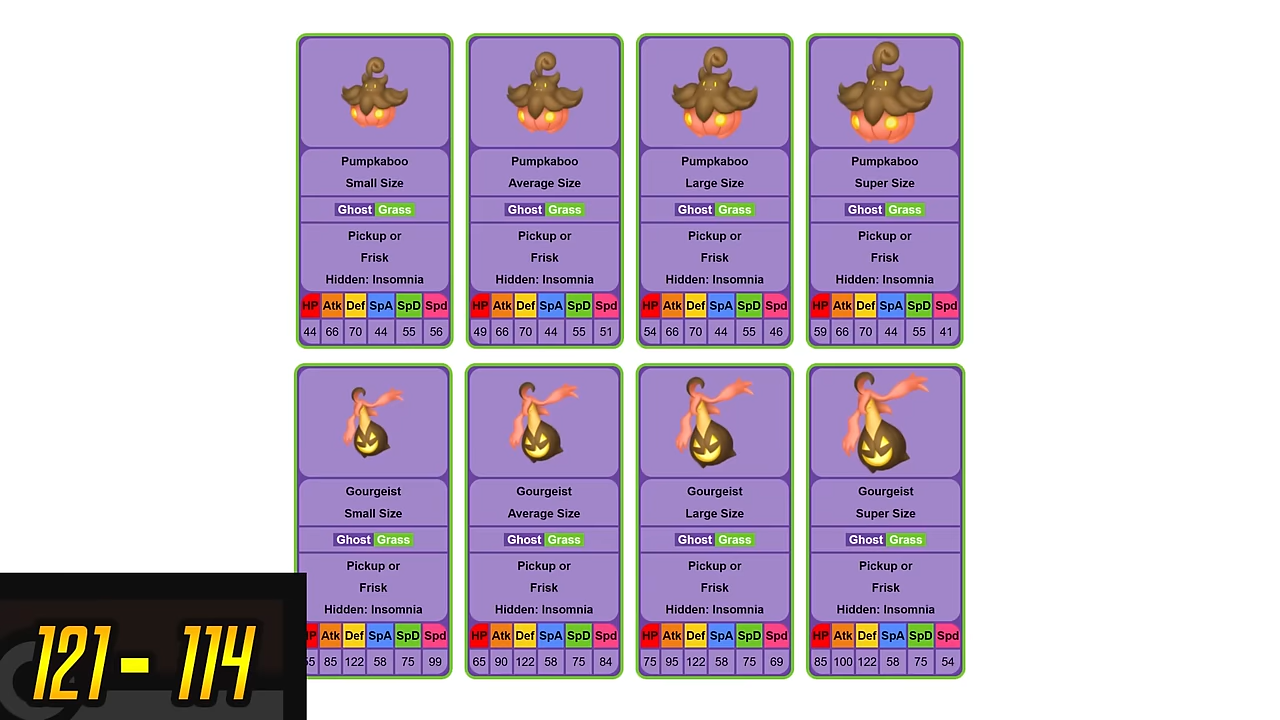 Pumpkaboo
Small Size
Ghost Grass
Pickup or
Frisk
Hidden: Insomnia
HP Atk Def SpA SpD Spd
44 66 70 44 55 56
Pumpkaboo
Average Size
Ghost Grass
Pickup or
Frisk
Hidden: Insomnia
HP Atk Def SpA SpD Spd
49 66 70 44 55 51
Pumpkaboo
Large Size
Ghost Grass
Pickup or
Frisk
Hidden: Insomnia
HP Atk Def SpA SpD Spd
54 66 70 44 55 46
Pumpkaboo
Super Size
Ghost Grass
Pickup or
Frisk
Hidden: Insomnia
HP Atk Def SpA SpD Spd
59 66 70 44 55 41
Gourgeist
Small Size
Ghost Grass
Pickup or
Frisk
Hidden: Insomnia
HP Atk Def SpA SpD Spd
55 85 122 58 75 99
Gourgeist
Average Size
Ghost Grass
Pickup or
Frisk
Hidden: Insomnia
HP Atk Def SpA SpD Spd
65 90 122 58 75 84
Gourgeist
Large Size
Ghost Grass
Pickup or
Frisk
Hidden: Insomnia
HP Atk Def SpA SpD Spd
75 95 122 58 75 69
Gourgeist
Super Size
Ghost Grass
Pickup or
Frisk
Hidden: Insomnia
HP Atk Def SpA SpD Spd
85 100 122 58 75 54
121 - 114